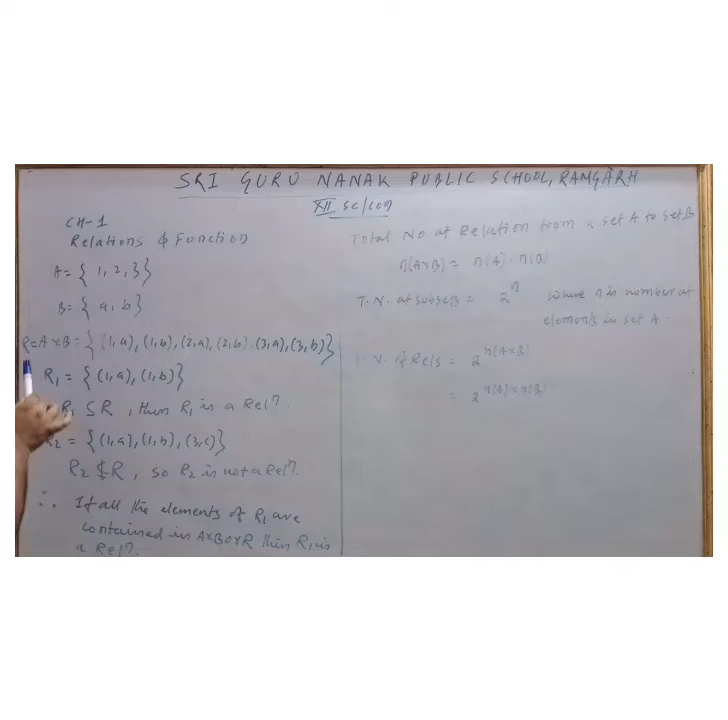 SRI GURU NANAK PUBLIC SCHOOL, RAMGARH
XII SC/COM
CH-1
Relations & Function
A = { 1, 2, 3 }
B = { a, b }
R = A × B = { (1, a), (1, b), (2, a), (2, b), (3, a), (3, b) }
R₁ = { (1, a), (1, b) }
R₁ ⊆ R , then R₁ is a Relⁿ.
R₂ = { (1, a), (1, b), (3, c) }
R₂ ⊄ R , so R₂ is not a Relⁿ.
∴ If all the elements of R₁ are
contained in A×B or R then R₁ is
a Relⁿ.
Total No of Relation from a set A to set B
n(A×B) = n(A) · n(B)
T. N. of subsets = 2ⁿ where n is number of
elements in set A.
T. N. of Rels = 2^n(A×B)
= 2^n(A)×n(B)